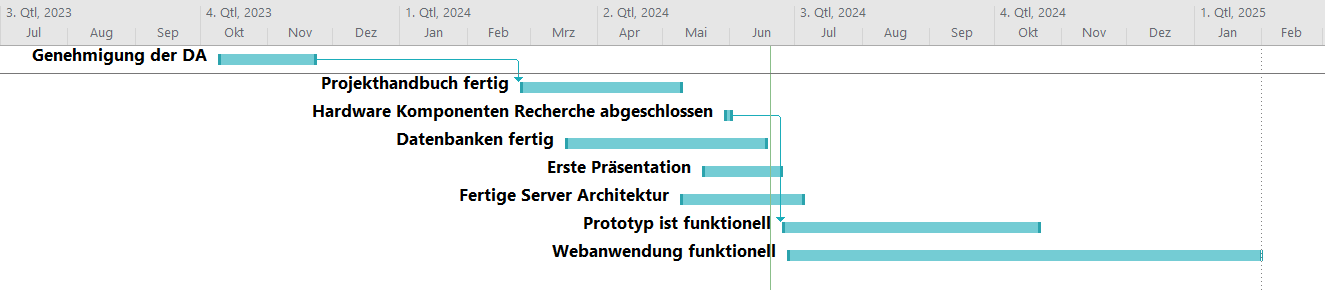 3. Qtl, 2023 4. Qtl, 2023 1. Qtl, 2024 2. Qtl, 2024 3. Qtl, 2024 4. Qtl, 2024 1. Qtl, 2025
Jul Aug Sep Okt Nov Dez Jan Feb Mrz Apr Mai Jun Jul Aug Sep Okt Nov Dez Jan Feb
Genehmigung der DA
Projekthandbuch fertig
Hardware Komponenten Recherche abgeschlossen
Datenbanken fertig
Erste Präsentation
Fertige Server Architektur
Prototyp ist funktionell
Webanwendung funktionell